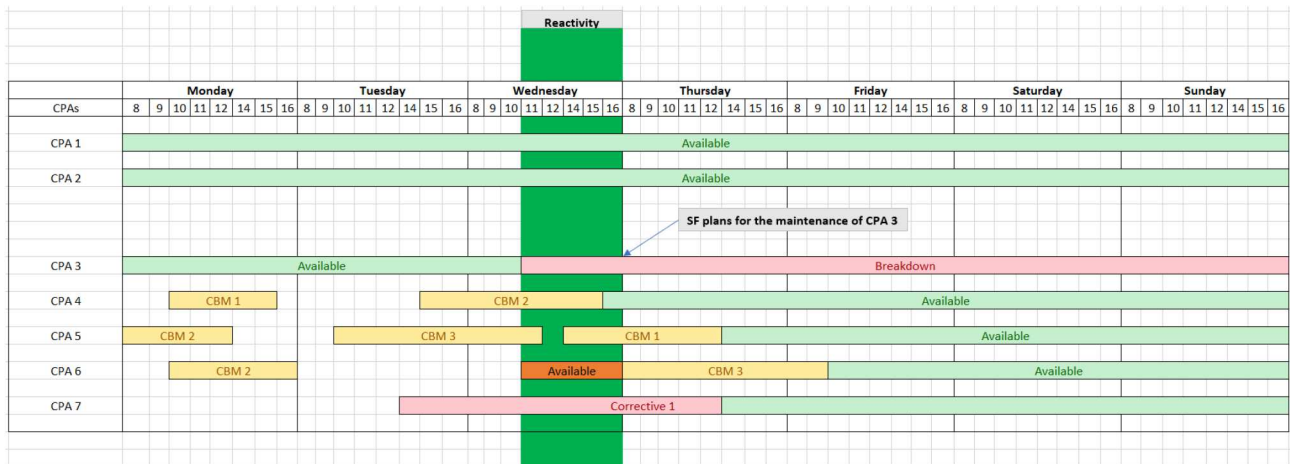 Reactivity
Monday Tuesday Wednesday Thursday Friday Saturday Sunday
CPAs 8 9 10 11 12 14 15 16 8 9 10 11 12 14 15 16 8 9 10 11 12 14 15 16 8 9 10 11 12 14 15 16 8 9 10 11 12 14 15 16 8 9 10 11 12 14 15 16 8 9 10 11 12 14 15 16
CPA 1 Available
CPA 2 Available
SF plans for the maintenance of CPA 3
CPA 3 Available Breakdown
CPA 4 CBM 1 CBM 2 Available
CPA 5 CBM 2 CBM 3 CBM 1 Available
CPA 6 CBM 2 Available CBM 3 Available
CPA 7 Corrective 1